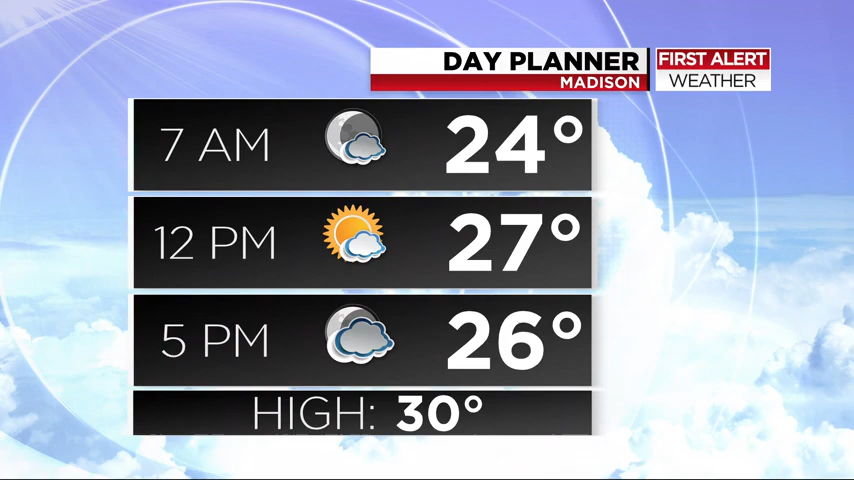 DAY PLANNER
MADISON
FIRST ALERT
WEATHER
7 AM 24°
12 PM 27°
5 PM 26°
HIGH: 30°